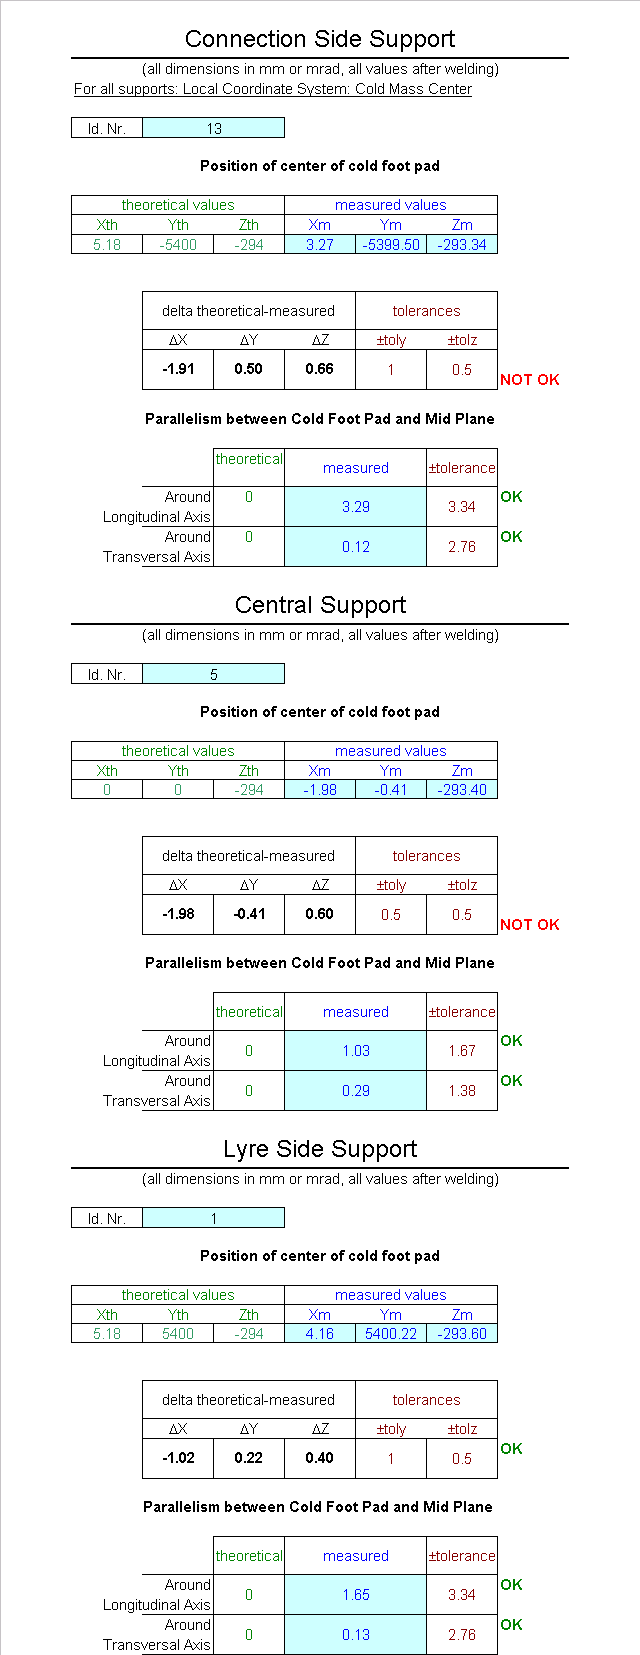 Connection Side Support
(all dimensions in mm or mrad, all values after welding)
For all supports: Local Coordinate System: Cold Mass Center
Id. Nr. 13
Position of center of cold foot pad
theoretical values measured values
Xth Yth Zth Xm Ym Zm
5.18 -5400 -294 3.27 -5399.50 -293.34
delta theoretical-measured tolerances
ΔX ΔY ΔZ ±toly ±tolz
-1.91 0.50 0.66 1 0.5 NOT OK
Parallelism between Cold Foot Pad and Mid Plane
theoretical measured ±tolerance
Around Longitudinal Axis 0 3.29 3.34 OK
Around Transversal Axis 0 0.12 2.76 OK
Central Support
(all dimensions in mm or mrad, all values after welding)
Id. Nr. 5
Position of center of cold foot pad
theoretical values measured values
Xth Yth Zth Xm Ym Zm
0 0 -294 -1.98 -0.41 -293.40
delta theoretical-measured tolerances
ΔX ΔY ΔZ ±toly ±tolz
-1.98 -0.41 0.60 0.5 0.5 NOT OK
Parallelism between Cold Foot Pad and Mid Plane
theoretical measured ±tolerance
Around Longitudinal Axis 0 1.03 1.67 OK
Around Transversal Axis 0 0.29 1.38 OK
Lyre Side Support
(all dimensions in mm or mrad, all values after welding)
Id. Nr. 1
Position of center of cold foot pad
theoretical values measured values
Xth Yth Zth Xm Ym Zm
5.18 5400 -294 4.16 5400.22 -293.60
delta theoretical-measured tolerances
ΔX ΔY ΔZ ±toly ±tolz
-1.02 0.22 0.40 1 0.5 OK
Parallelism between Cold Foot Pad and Mid Plane
theoretical measured ±tolerance
Around Longitudinal Axis 0 1.65 3.34 OK
Around Transversal Axis 0 0.13 2.76 OK